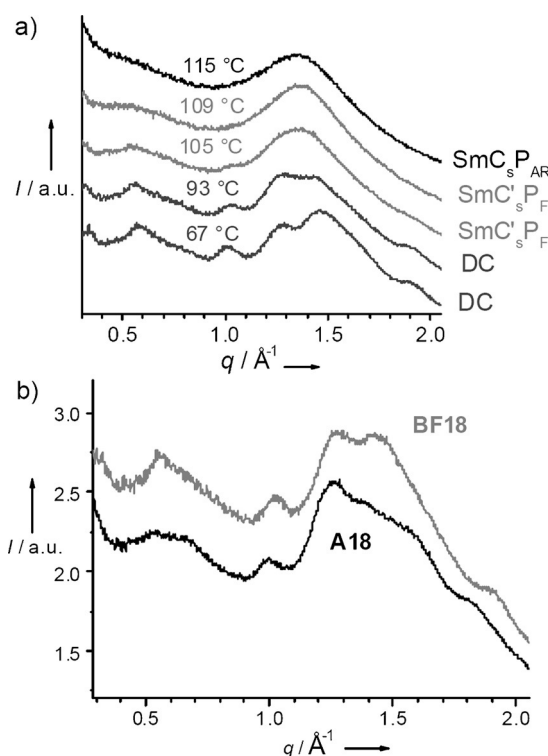 a)
115 °C
109 °C
105 °C
93 °C
67 °C
SmCsPAR
SmC'sPF
SmC'sPF
DC
DC
I / a.u.
0.5 1.0 1.5 2.0
q / Å-1
b)
3.0
2.5
2.0
1.5
BF18
A18
I / a.u.
0.5 1.0 1.5 2.0
q / Å-1